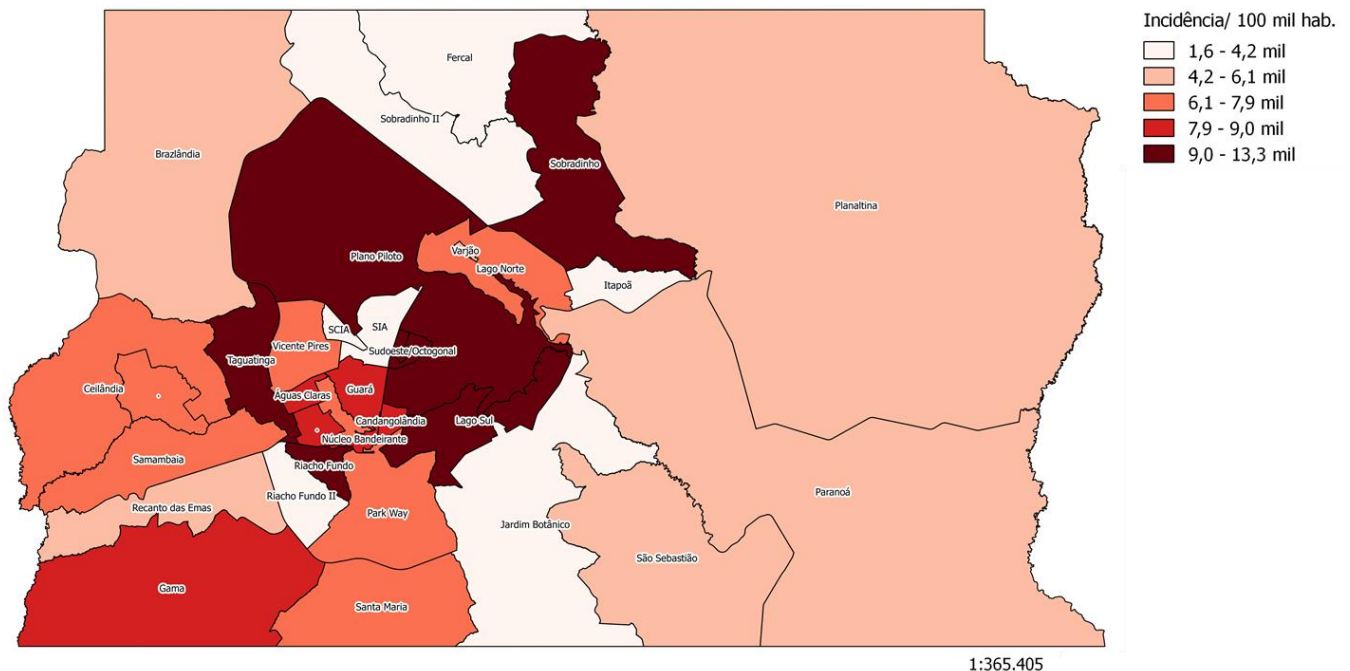 Incidência/ 100 mil hab.
1,6 - 4,2 mil
4,2 - 6,1 mil
6,1 - 7,9 mil
7,9 - 9,0 mil
9,0 - 13,3 mil
Fercal
Sobradinho II
Brazlândia
Sobradinho
Planaltina
Varjão
Plano Piloto
Lago Norte
Itapoã
SIA
SCIA
Vicente Pires
Sudoeste/Octogonal
Taguatinga
Ceilândia
Guará
Águas Claras
Candangolândia
Lago Sul
Núcleo Bandeirante
Samambaia
Riacho Fundo
Paranoá
Riacho Fundo II
Recanto das Emas
Park Way
Jardim Botânico
São Sebastião
Gama
Santa Maria
1:365.405